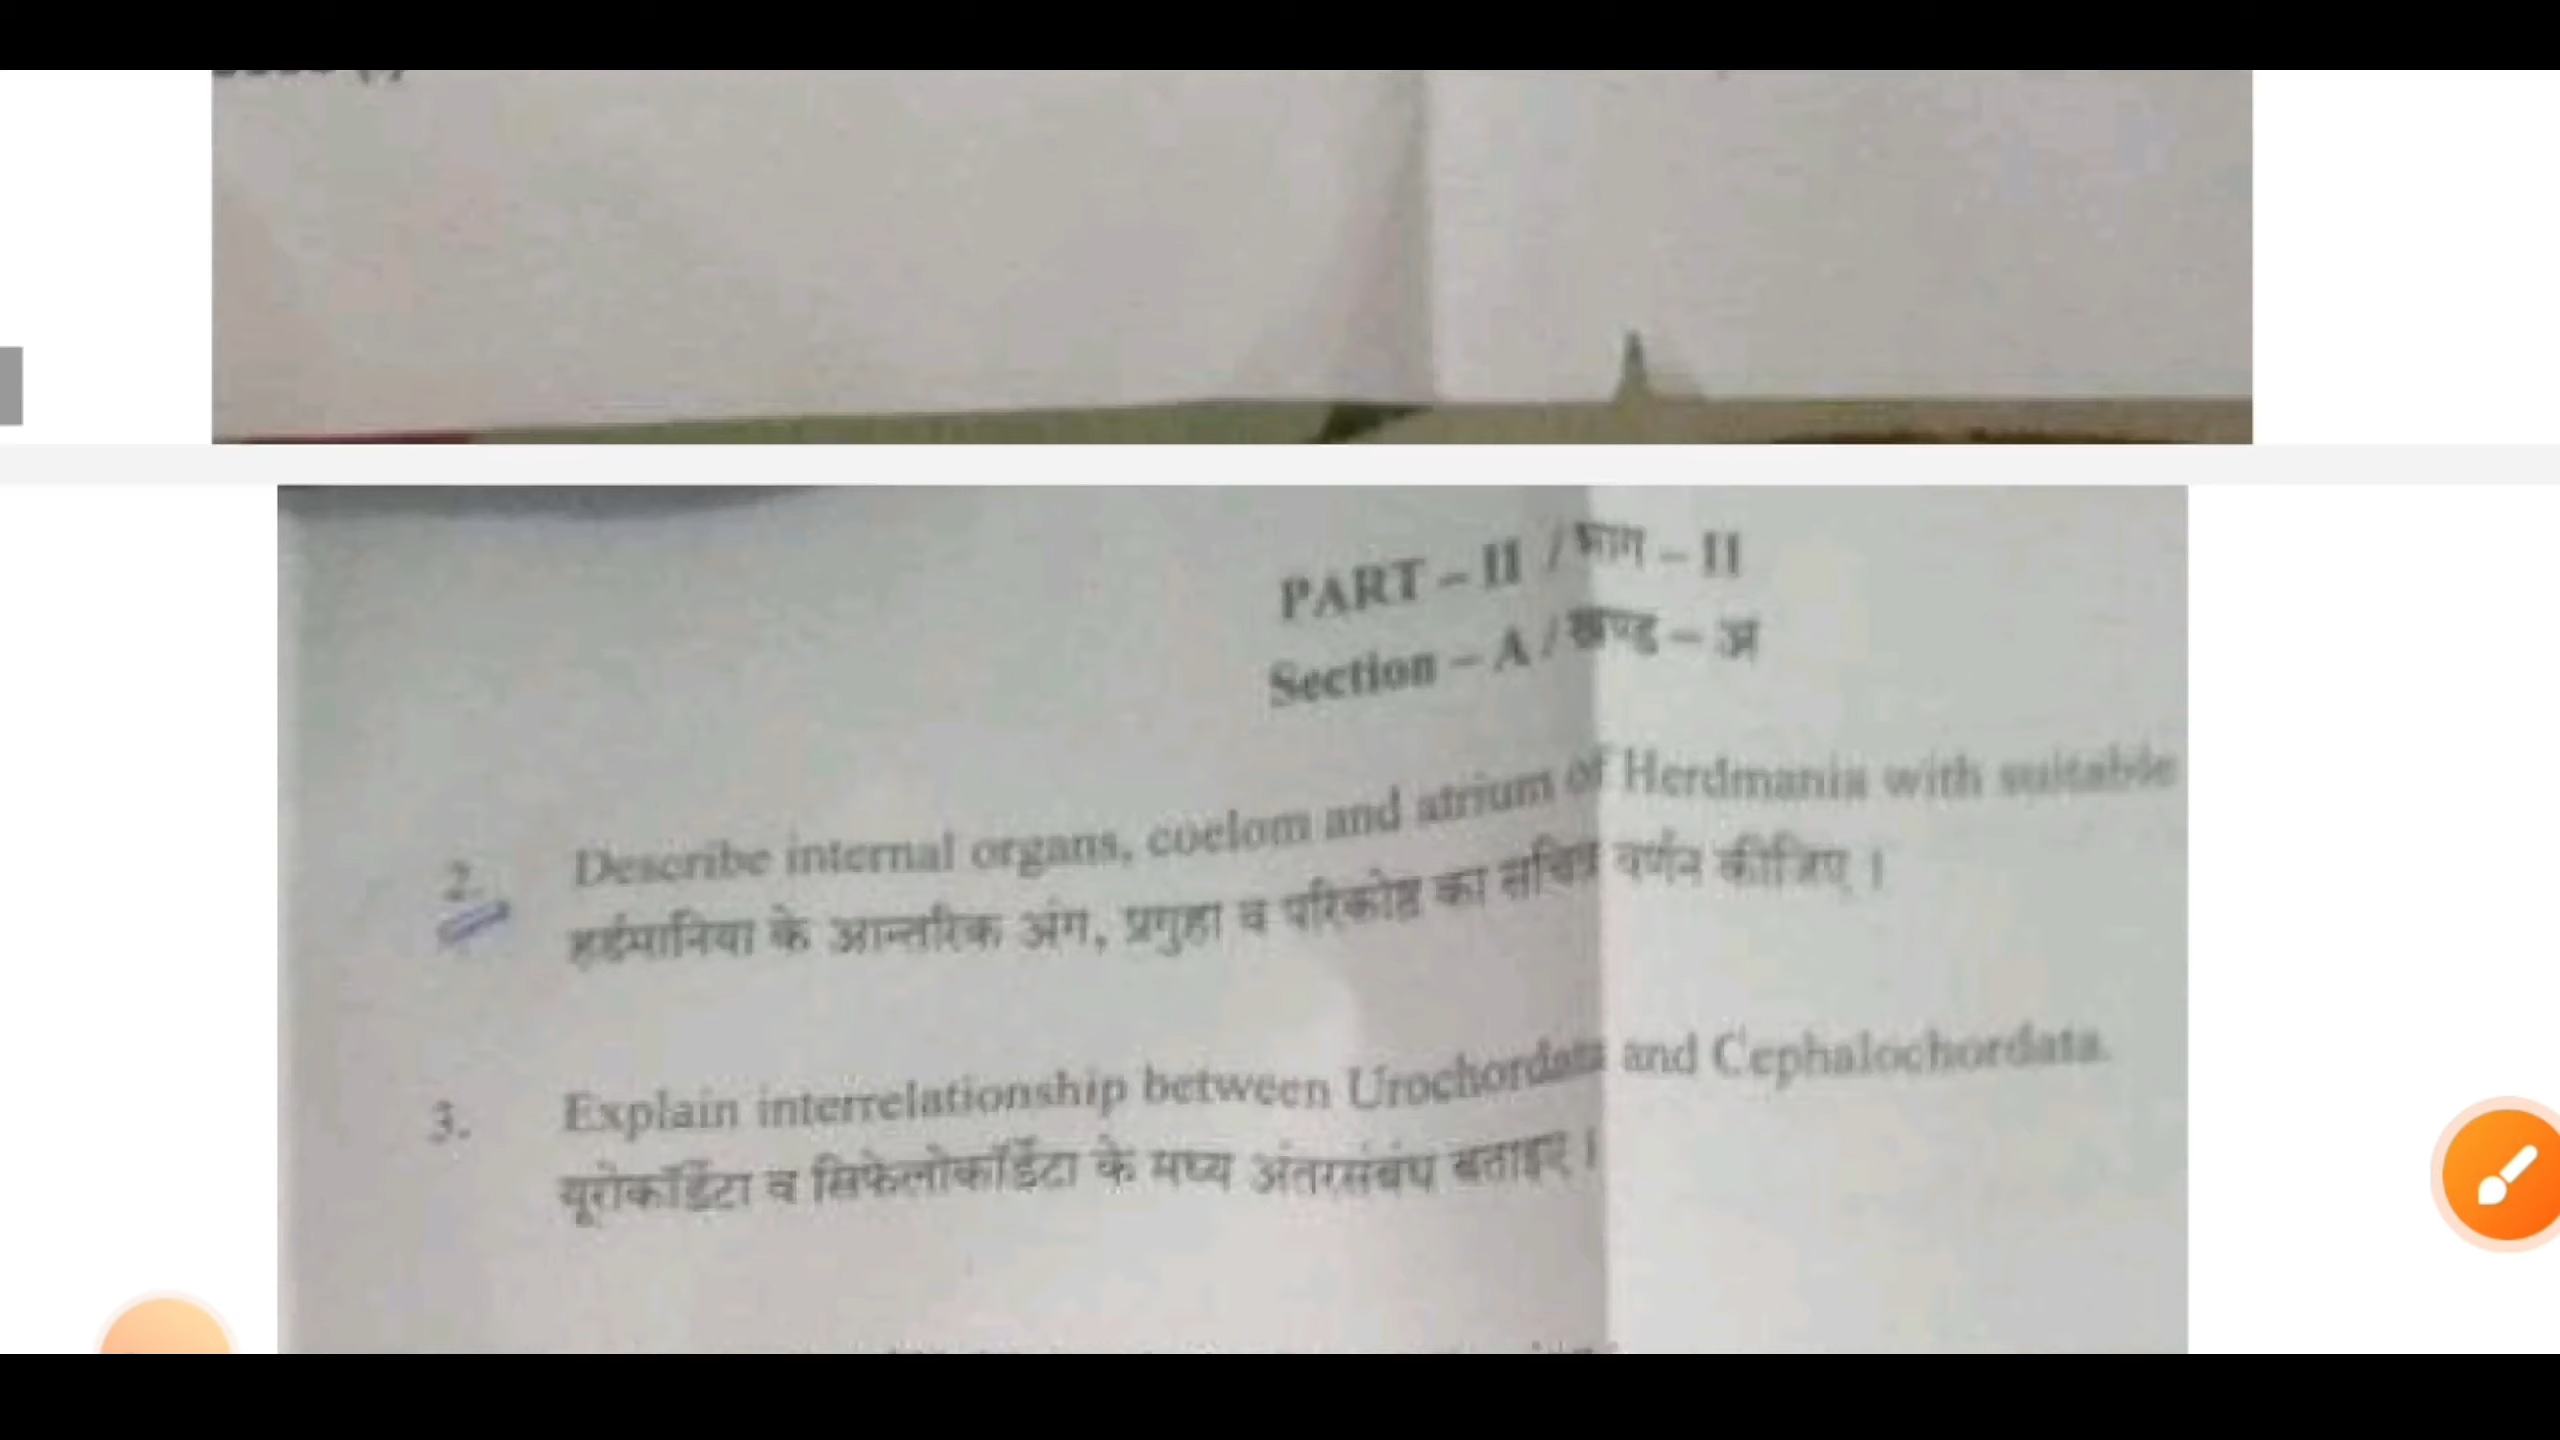 PART – II / भाग – II
Section – A / खण्ड – अ
2. Describe internal organs, coelom and atrium of Herdmania with suitable
हर्डमानिया के आन्तरिक अंग, प्रगुहा व परिकोष्ठ का सचित्र वर्णन कीजिए ।
3. Explain interrelationship between Urochordata and Cephalochordata.
यूरोकॉर्डिटा व सिफेलोकॉर्डिटा के मध्य अंतरसंबंध बताइए ।